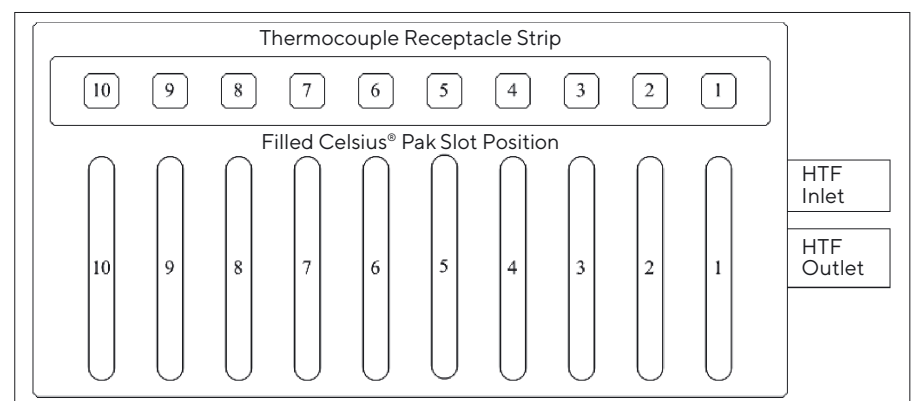 Thermocouple Receptacle Strip
10 9 8 7 6 5 4 3 2 1
Filled Celsius® Pak Slot Position
HTF
Inlet
HTF
Outlet
10 9 8 7 6 5 4 3 2 1